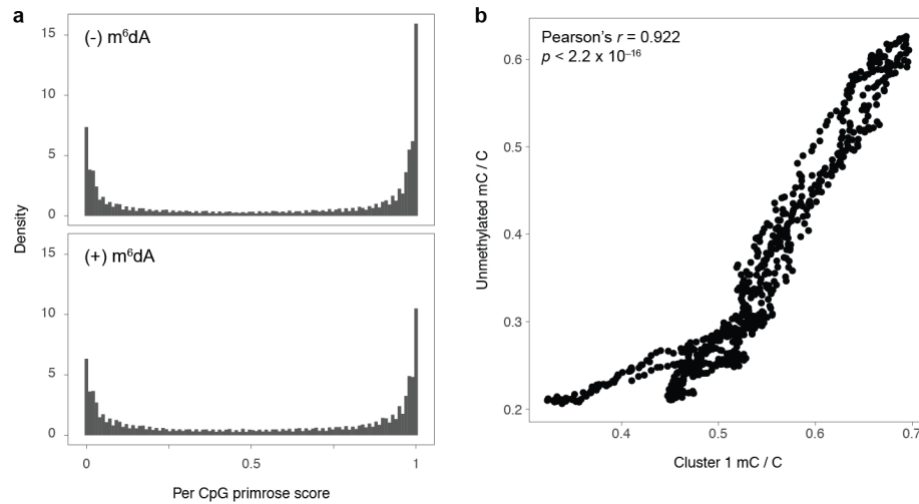 a
(-) m⁶dA
15
10
5
0
(+) m⁶dA
15
10
5
0
Density
0
0.5
1
Per CpG primrose score
b
Pearson's r = 0.922
p < 2.2 x 10⁻¹⁶
0.6
0.5
0.4
0.3
0.2
Unmethylated mC / C
0.4
0.5
0.6
0.7
Cluster 1 mC / C